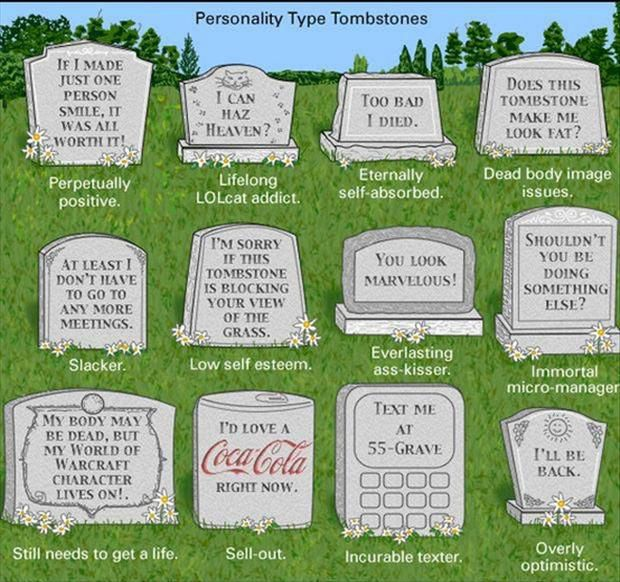 Personality Type Tombstones
IF I MADE
JUST ONE
PERSON
SMILE, IT
WAS ALL
WORTH IT!
Perpetually
positive.
I CAN
HAZ
HEAVEN?
Lifelong
LOLcat addict.
TOO BAD
I DIED.
Eternally
self-absorbed.
DOES THIS
TOMBSTONE
MAKE ME
LOOK FAT?
Dead body image
issues.
AT LEAST I
DON'T HAVE
TO GO TO
ANY MORE
MEETINGS.
Slacker.
I'M SORRY
IF THIS
TOMBSTONE
IS BLOCKING
YOUR VIEW
OF THE
GRASS.
Low self esteem.
YOU LOOK
MARVELOUS!
Everlasting
ass-kisser.
SHOULDN'T
YOU BE
DOING
SOMETHING
ELSE?
Immortal
micro-manager
MY BODY MAY
BE DEAD, BUT
MY WORLD OF
WARCRAFT
CHARACTER
LIVES ON!.
Still needs to get a life.
I'D LOVE A
Coca-Cola
RIGHT NOW.
Sell-out.
TEXT ME
AT
55-GRAVE
Incurable texter.
I'LL BE
BACK.
Overly
optimistic.